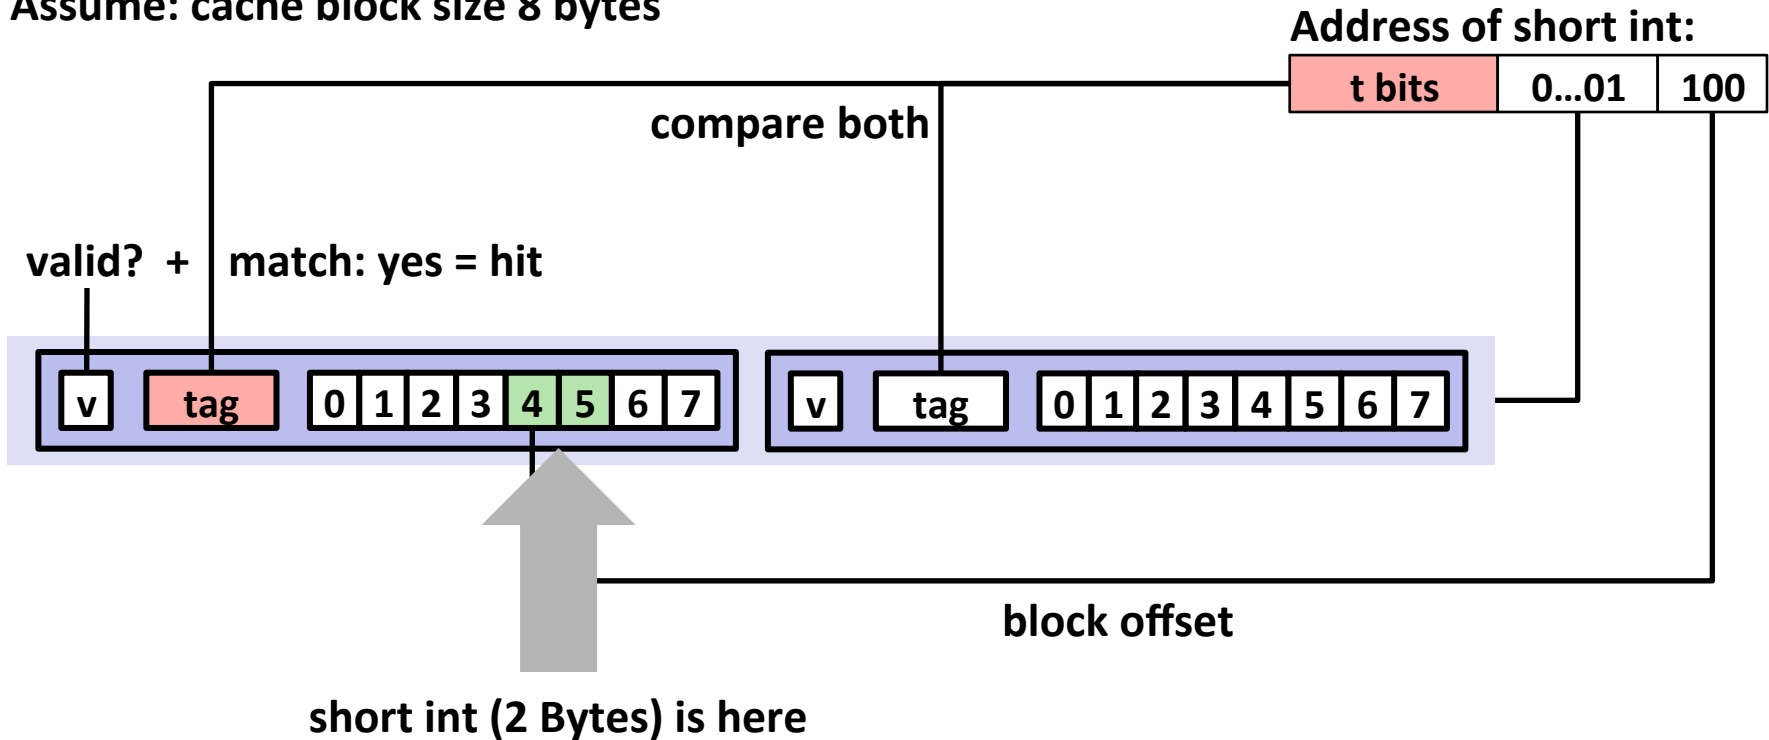 Assume: cache block size 8 bytes
Address of short int:
t bits 0...01 100
compare both
valid? + match: yes = hit
v tag 0 1 2 3 4 5 6 7 v tag 0 1 2 3 4 5 6 7
block offset
short int (2 Bytes) is here